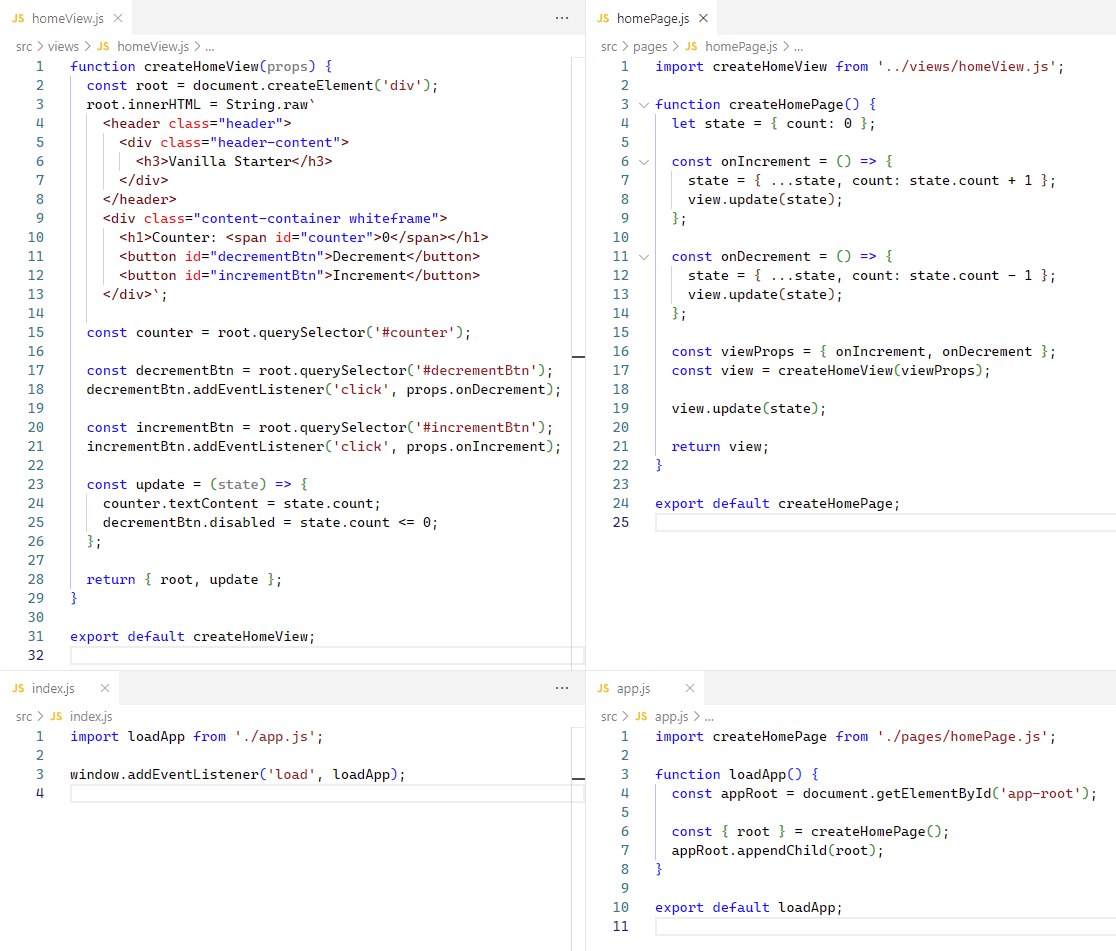 JS homeView.js ×
src > views > JS homeView.js > ...
1 function createHomeView(props) {
2   const root = document.createElement('div');
3   root.innerHTML = String.raw`
4     <header class="header">
5       <div class="header-content">
6         <h3>Vanilla Starter</h3>
7       </div>
8     </header>
9     <div class="content-container whiteframe">
10       <h1>Counter: <span id="counter">0</span></h1>
11       <button id="decrementBtn">Decrement</button>
12       <button id="incrementBtn">Increment</button>
13     </div>`;
14
15   const counter = root.querySelector('#counter');
16
17   const decrementBtn = root.querySelector('#decrementBtn');
18   decrementBtn.addEventListener('click', props.onDecrement);
19
20   const incrementBtn = root.querySelector('#incrementBtn');
21   incrementBtn.addEventListener('click', props.onIncrement);
22
23   const update = (state) => {
24     counter.textContent = state.count;
25     decrementBtn.disabled = state.count <= 0;
26   };
27
28   return { root, update };
29 }
30
31 export default createHomeView;
32
JS homePage.js ×
src > pages > JS homePage.js > ...
1 import createHomeView from '../views/homeView.js';
2
3 function createHomePage() {
4   let state = { count: 0 };
5
6   const onIncrement = () => {
7     state = { ...state, count: state.count + 1 };
8     view.update(state);
9   };
10
11   const onDecrement = () => {
12     state = { ...state, count: state.count - 1 };
13     view.update(state);
14   };
15
16   const viewProps = { onIncrement, onDecrement };
17   const view = createHomeView(viewProps);
18
19   view.update(state);
20
21   return view;
22 }
23
24 export default createHomePage;
25
JS index.js ×
src > JS index.js
1 import loadApp from './app.js';
2
3 window.addEventListener('load', loadApp);
4
JS app.js ×
src > JS app.js > ...
1 import createHomePage from './pages/homePage.js';
2
3 function loadApp() {
4   const appRoot = document.getElementById('app-root');
5
6   const { root } = createHomePage();
7   appRoot.appendChild(root);
8 }
9
10 export default loadApp;
11